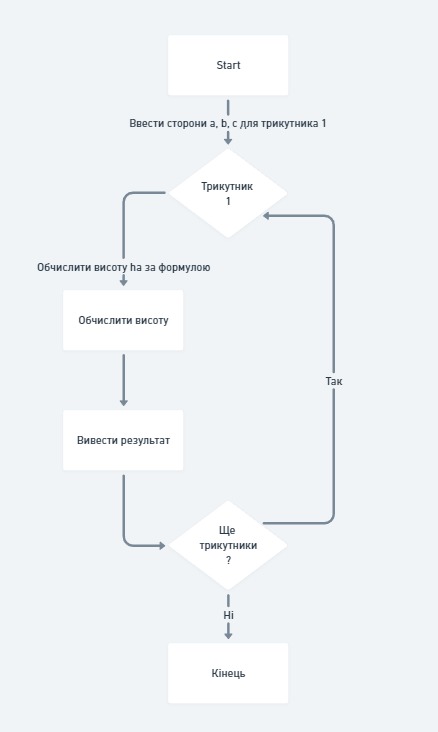 Start
Ввести сторони a, b, c для трикутника 1
Трикутник
1
Обчислити висоту ha за формулою
Обчислити висоту
Так
Вивести результат
Ще
трикутники
?
Ні
Кінець